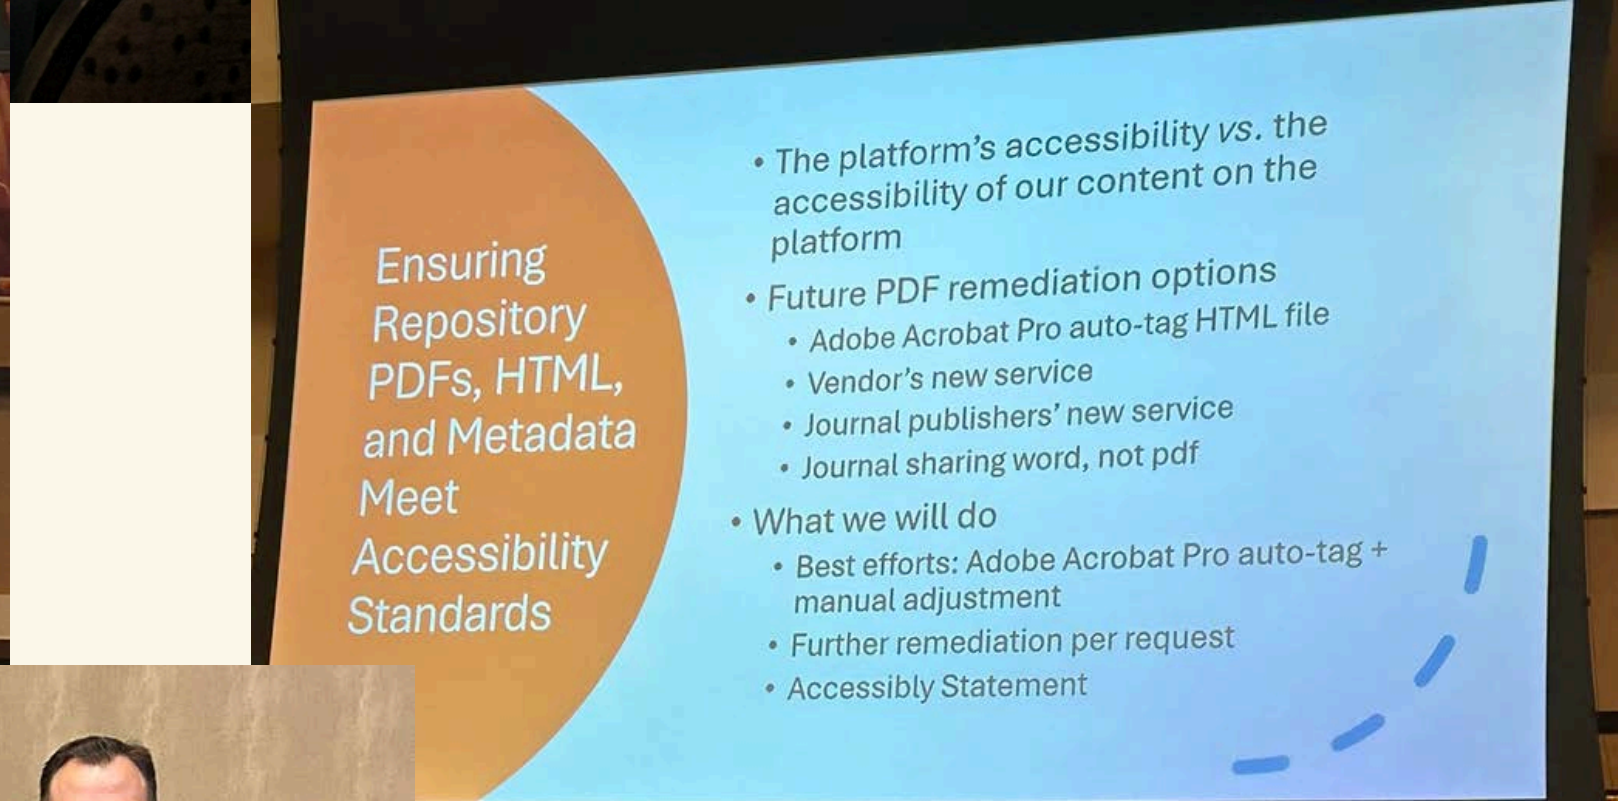 Ensuring
Repository
PDFs, HTML,
and Metadata
Meet
Accessibility
Standards
• The platform's accessibility vs. the
accessibility of our content on the
platform
• Future PDF remediation options
• Adobe Acrobat Pro auto-tag HTML file
• Vendor's new service
• Journal publishers' new service
• Journal sharing word, not pdf
• What we will do
• Best efforts: Adobe Acrobat Pro auto-tag +
manual adjustment
• Further remediation per request
• Accessibly Statement